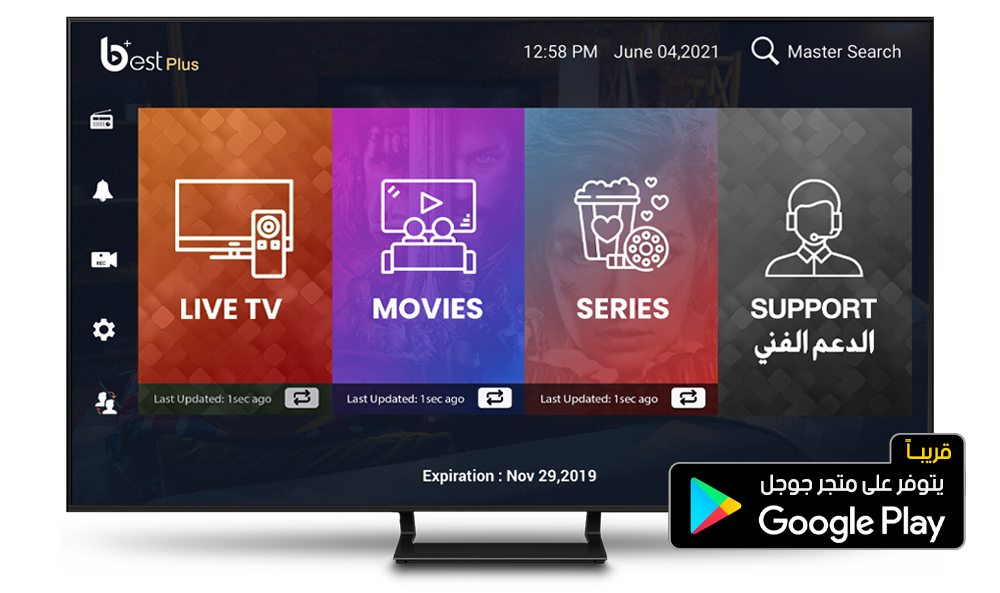 best Plus
12:58 PM June 04,2021 Master Search
REC
LIVE TV
MOVIES
SERIES
SUPPORT
الدعم الفني
Last Updated: 1sec ago
Last Updated: 1sec ago
Last Updated: 1sec ago
Expiration : Nov 29,2019
قريبـاً
يتوفر على متجر جوجل
Google Play